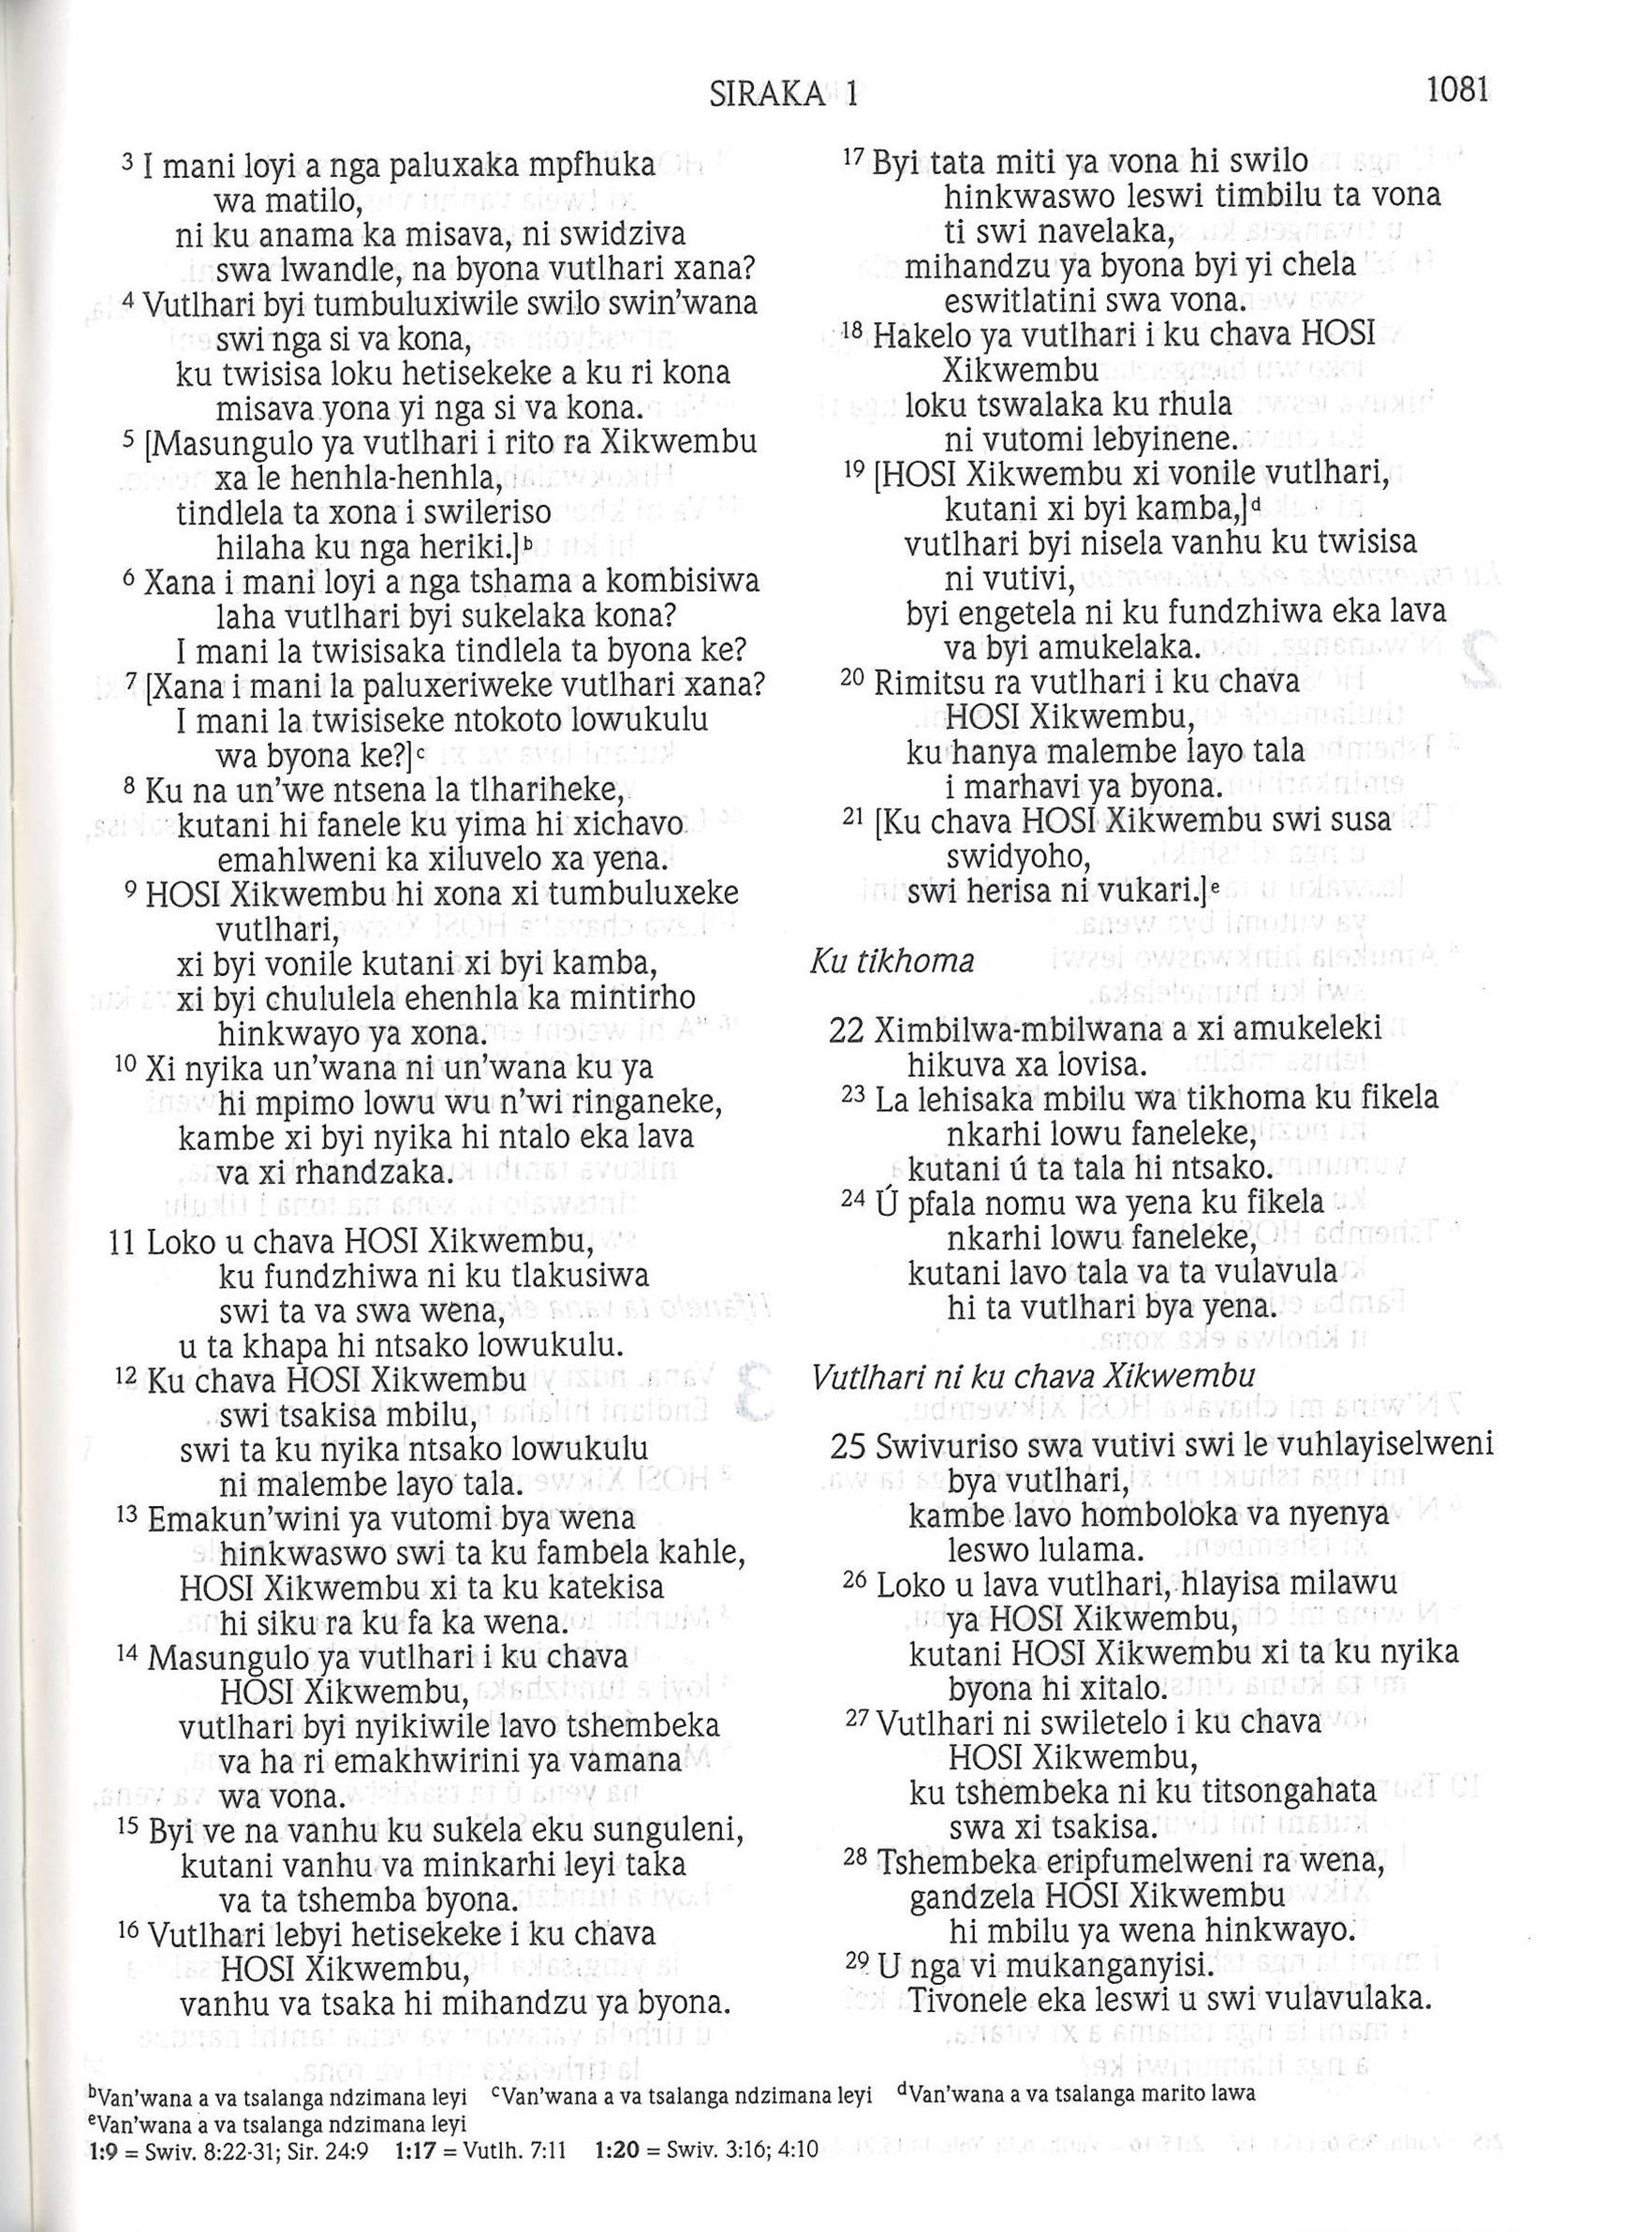 SIRAKA 1
1081
3 I mani loyi a nga paluxaka mpfhuka
wa matilo,
ni ku anama ka misava, ni swidziva
swa lwandle, na byona vutlhari xana?
4 Vutlhari byi tumbuluxiwile swilo swin’wana
swi nga si va kona,
ku twisisa loku hetisekeke a ku ri kona
misava yona yi nga si va kona.
5 [Masungulo ya vutlhari i rito ra Xikwembu
xa le henhla-henhla,
tindlela ta xona i swileriso
hilaha ku nga heriki.]b
6 Xana i mani loyi a nga tshama a kombisiwa
laha vutlhari byi sukelaka kona?
I mani la twisisaka tindlela ta byona ke?
7 [Xana i mani la paluxeriweke vutlhari xana?
I mani la twisiseke ntokoto lowukulu
wa byona ke?]c
8 Ku na un’we ntsena la tlhariheke,
kutani hi fanele ku yima hi xichavo
emahlweni ka xiluvelo xa yena.
9 HOSI Xikwembu hi xona xi tumbuluxeke
vutlhari,
xi byi vonile kutani xi byi kamba,
xi byi chululela ehenhla ka mintirho
hinkwayo ya xona.
10 Xi nyika un’wana ni un’wana ku ya
hi mpimo lowu wu n’wi ringaneke,
kambe xi byi nyika hi ntalo eka lava
va xi rhandzaka.
11 Loko u chava HOSI Xikwembu,
ku fundzhiwa ni ku tlakusiwa
swi ta va swa wena,
u ta khapa hi ntsako lowukulu.
12 Ku chava HOSI Xikwembu
swi tsakisa mbilu,
swi ta ku nyika ntsako lowukulu
ni malembe layo tala.
13 Emakun’wini ya vutomi bya wena
hinkwaswo swi ta ku fambela kahle,
HOSI Xikwembu xi ta ku katekisa
hi siku ra ku fa ka wena.
14 Masungulo ya vutlhari i ku chava
HOSI Xikwembu,
vutlhari byi nyikiwile lavo tshembeka
va ha ri emakhwirini ya vamana
wa vona.
15 Byi ve na vanhu ku sukela eku sunguleni,
kutani vanhu va minkarhi leyi taka
va ta tshemba byona.
16 Vutlhari lebyi hetisekeke i ku chava
HOSI Xikwembu,
vanhu va tsaka hi mihandzu ya byona.
17 Byi tata miti ya vona hi swilo
hinkwaswo leswi timbilu ta vona
ti swi navelaka,
mihandzu ya byona byi yi chela
eswitlatini swa vona.
18 Hakelo ya vutlhari i ku chava HOSI
Xikwembu
loku tswalaka ku rhula
ni vutomi lebyinene.
19 [HOSI Xikwembu xi vonile vutlhari,
kutani xi byi kamba,]d
vutlhari byi nisela vanhu ku twisisa
ni vutivi,
byi engetela ni ku fundzhiwa eka lava
va byi amukelaka.
20 Rimitsu ra vutlhari i ku chava
HOSI Xikwembu,
ku hanya malembe layo tala
i marhavi ya byona.
21 [Ku chava HOSI Xikwembu swi susa
swidyoho,
swi herisa ni vukari.]e
Ku tikhoma
22 Ximbilwa-mbilwana a xi amukeleki
hikuva xa lovisa.
23 La lehisaka mbilu wa tikhoma ku fikela
nkarhi lowu faneleke,
kutani ú ta tala hi ntsako.
24 Ú pfala nomu wa yena ku fikela
nkarhi lowu faneleke,
kutani lavo tala va ta vulavula
hi ta vutlhari bya yena.
Vutlhari ni ku chava Xikwembu
25 Swivuriso swa vutivi swi le vuhlayiselweni
bya vutlhari,
kambe lavo homboloka va nyenya
leswo lulama.
26 Loko u lava vutlhari, hlayisa milawu
ya HOSI Xikwembu,
kutani HOSI Xikwembu xi ta ku nyika
byona hi xitalo.
27 Vutlhari ni swiletelo i ku chava
HOSI Xikwembu,
ku tshembeka ni ku titsongahata
swa xi tsakisa.
28 Tshembeka eripfumelweni ra wena,
gandzela HOSI Xikwembu
hi mbilu ya wena hinkwayo.
29 U nga vi mukanganyisi.
Tivonele eka leswi u swi vulavulaka.
bVan’wana a va tsalanga ndzimana leyi cVan’wana a va tsalanga ndzimana leyi dVan’wana a va tsalanga marito lawa
eVan’wana a va tsalanga ndzimana leyi
1:9 = Swiv. 8:22-31; Sir. 24:9 1:17 = Vutlh. 7:11 1:20 = Swiv. 3:16; 4:10